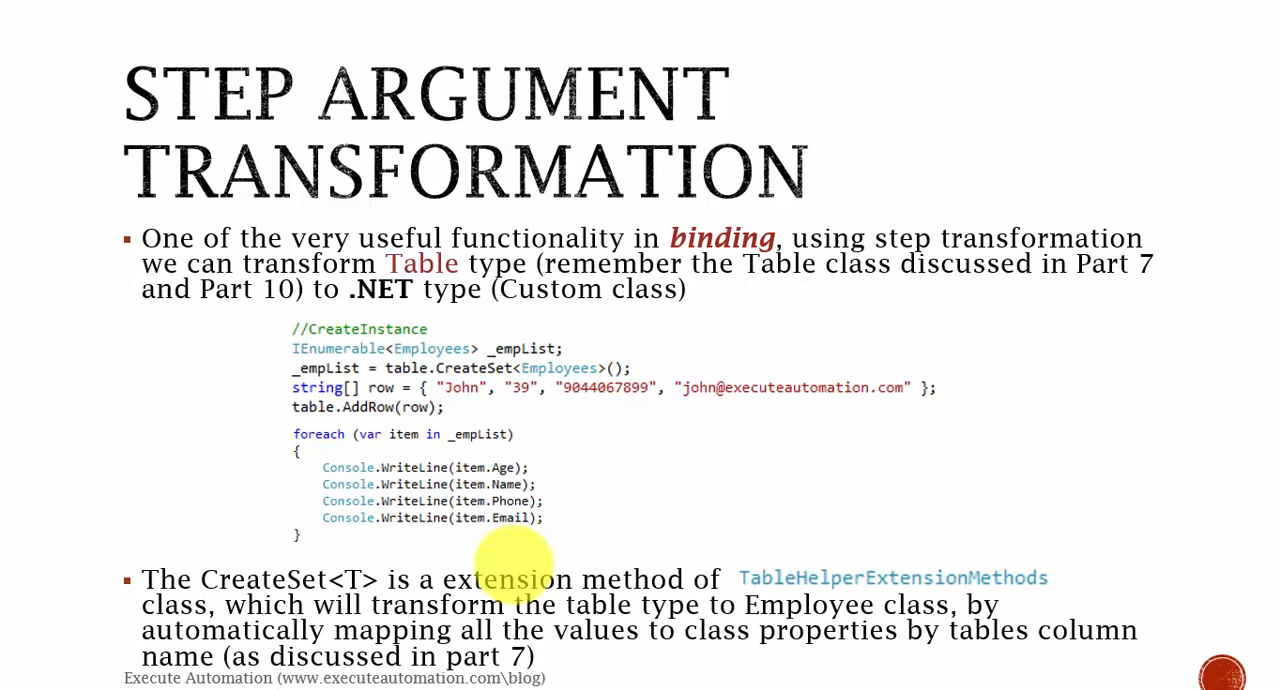 STEP ARGUMENT
TRANSFORMATION
One of the very useful functionality in binding, using step transformation
we can transform Table type (remember the Table class discussed in Part 7
and Part 10) to .NET type (Custom class)
//CreateInstance
IEnumerable<Employees> _empList;
_empList = table.CreateSet<Employees>();
string[] row = { "John", "39", "9044067899", "john@executeautomation.com" };
table.AddRow(row);
foreach (var item in _empList)
{
Console.WriteLine(item.Age);
Console.WriteLine(item.Name);
Console.WriteLine(item.Phone);
Console.WriteLine(item.Email);
}
The CreateSet<T> is a extension method of TableHelperExtensionMethods
class, which will transform the table type to Employee class, by
automatically mapping all the values to class properties by tables column
name (as discussed in part 7)
Execute Automation (www.executeautomation.com\blog)